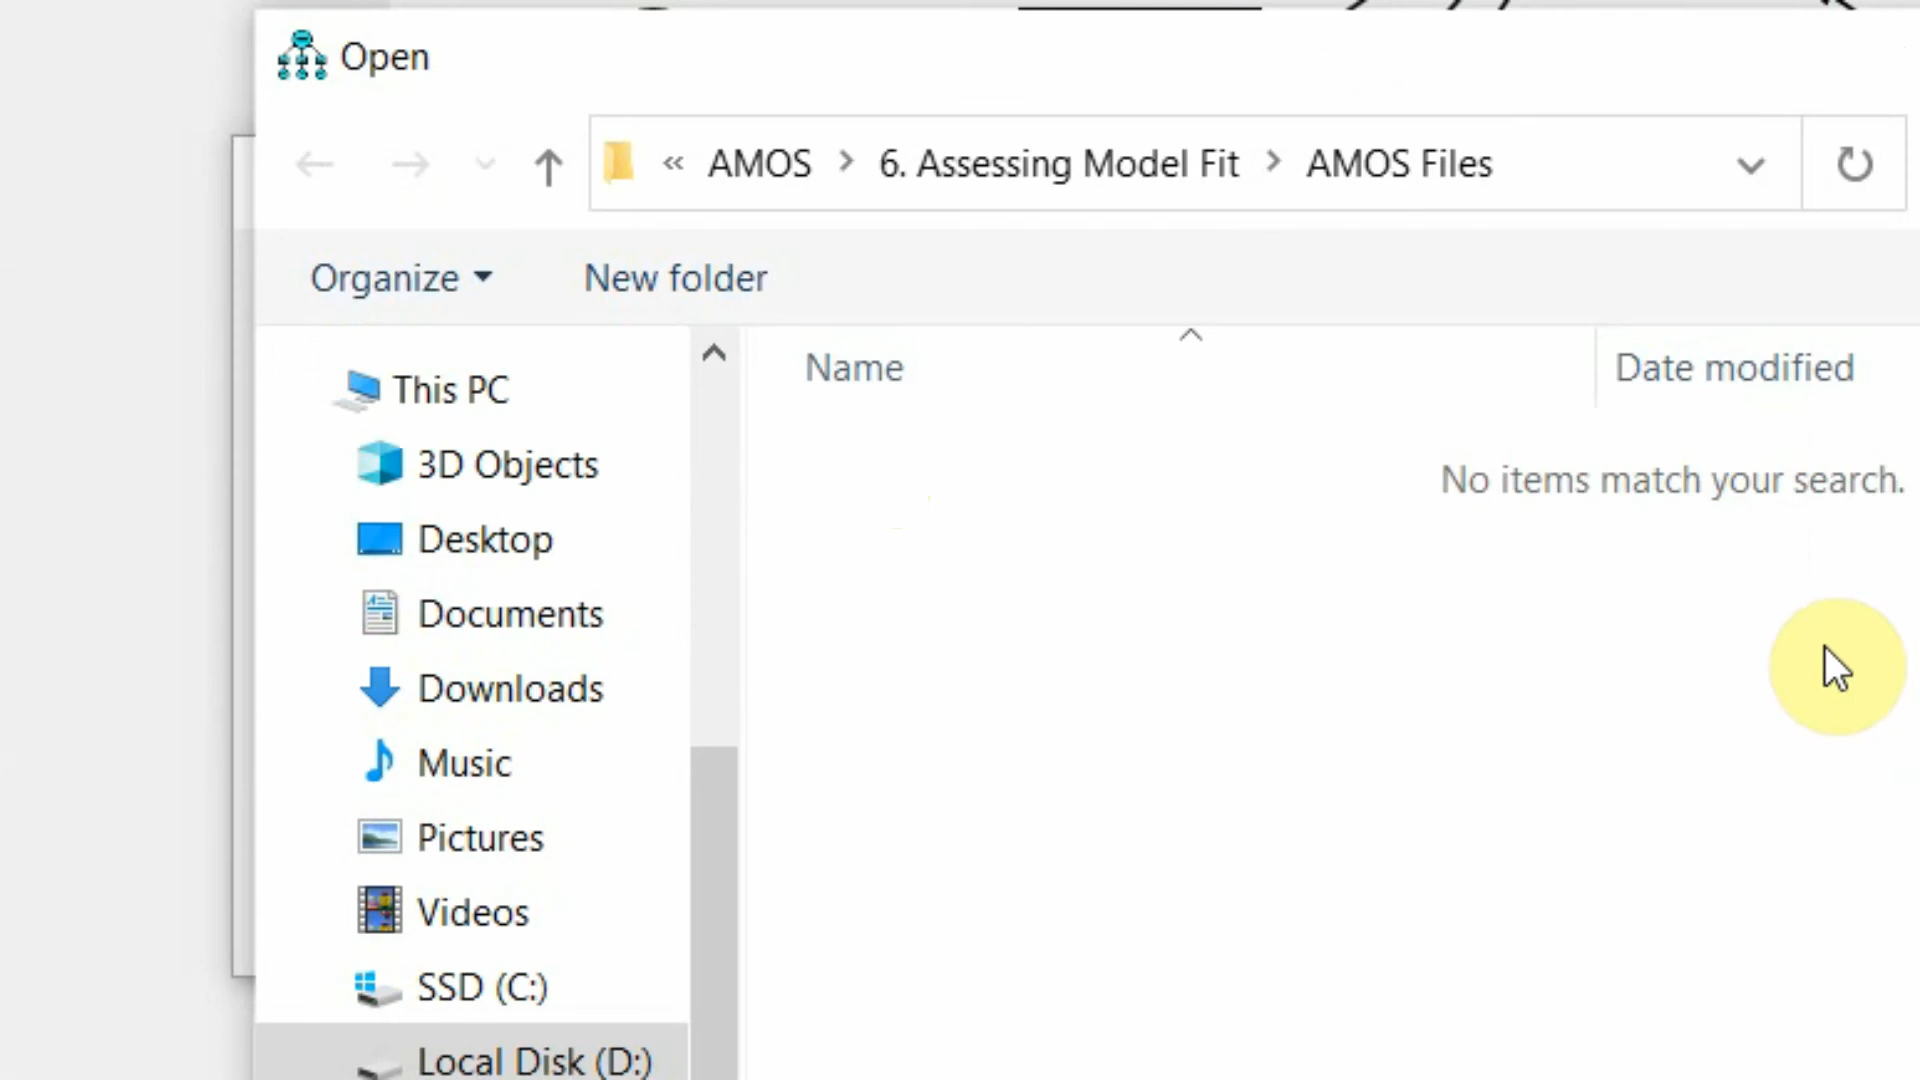 Open
« AMOS > 6. Assessing Model Fit > AMOS Files
Organize New folder
Name Date modified
No items match your search.
This PC
3D Objects
Desktop
Documents
Downloads
Music
Pictures
Videos
SSD (C:)
Local Disk (D:)